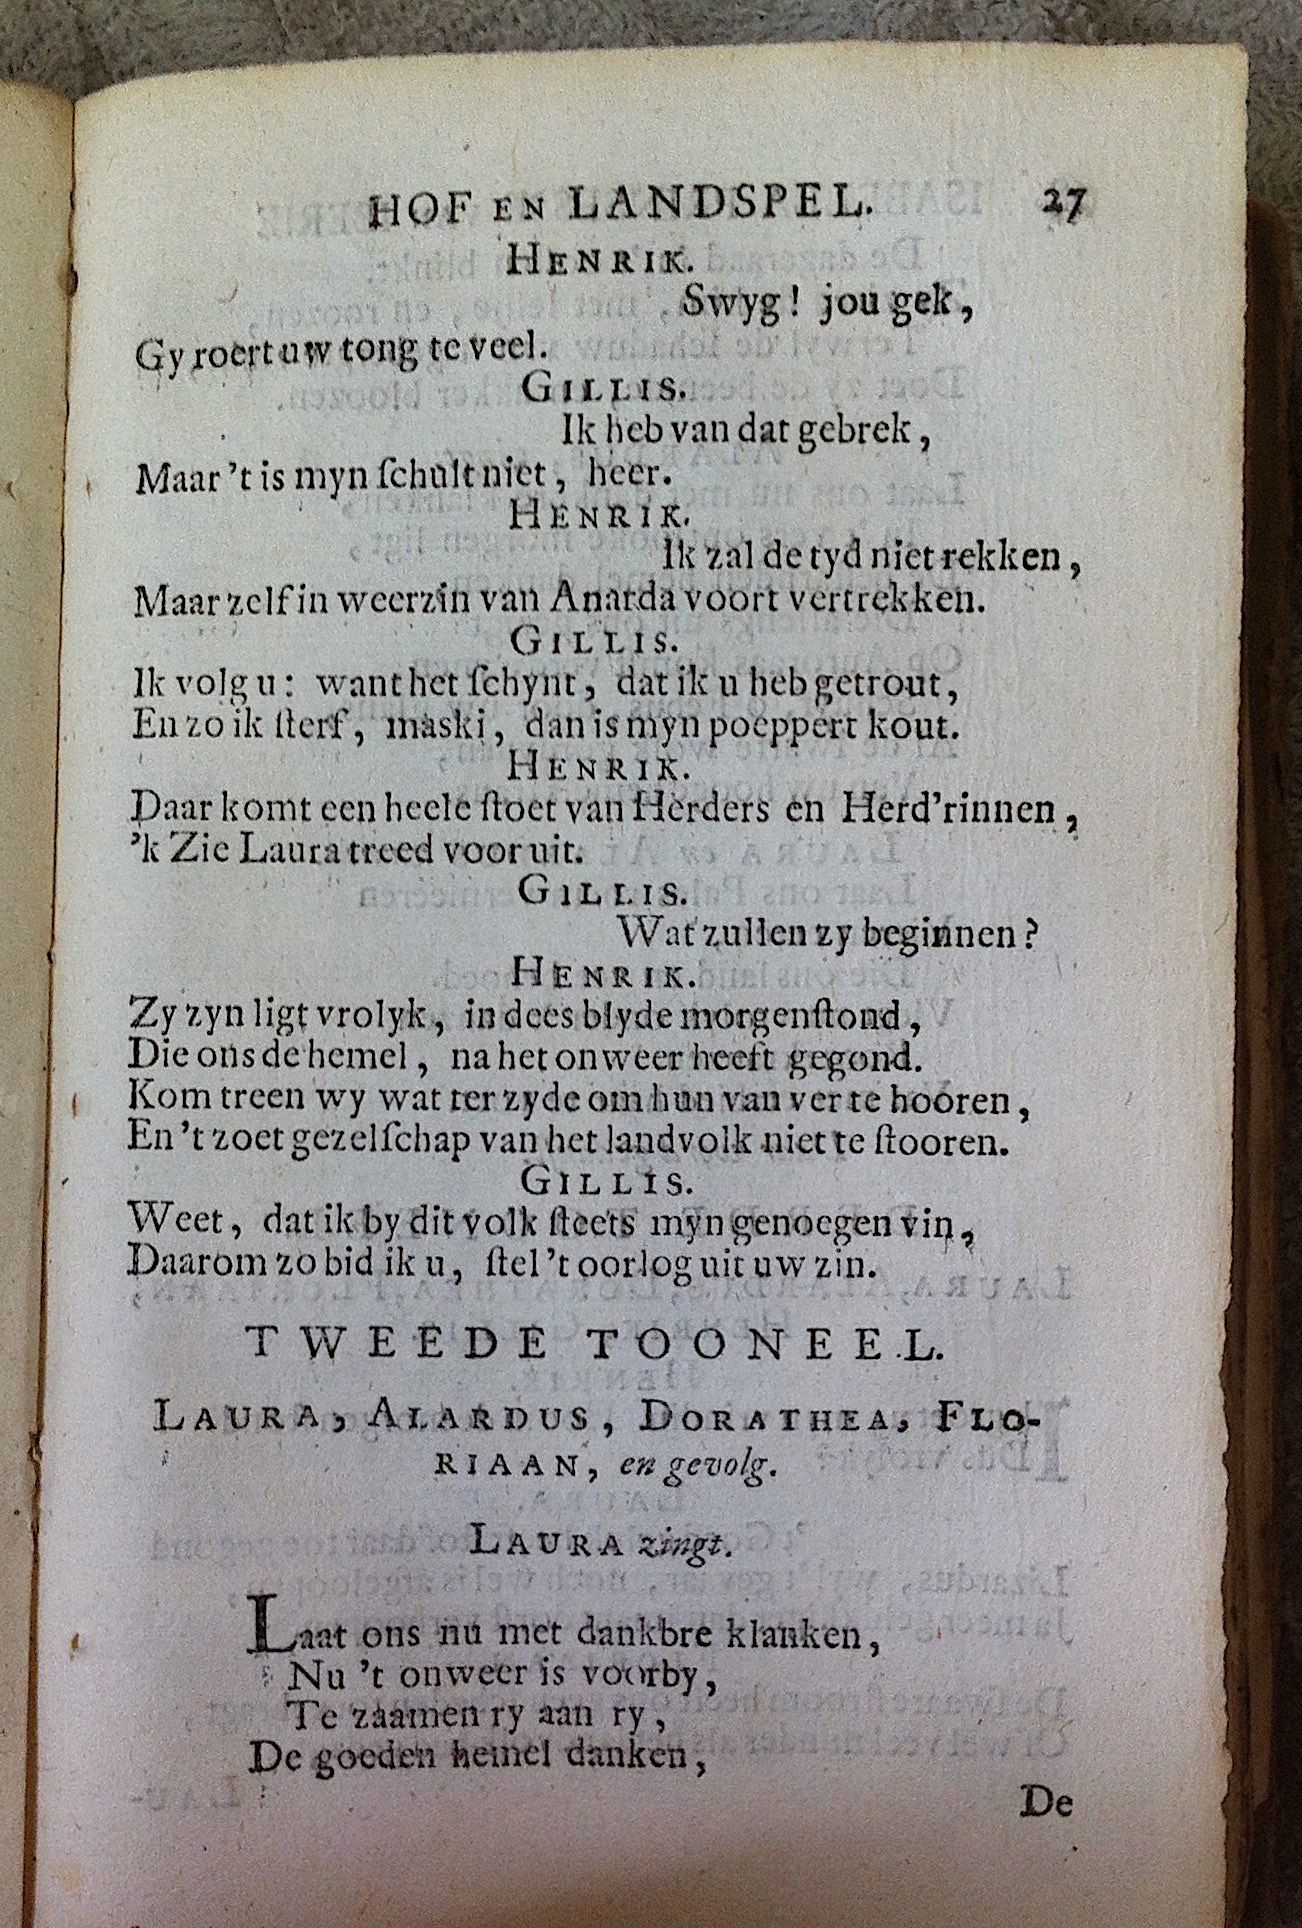 HOF EN LANDSPEL. 27
HENRIK.
Swyg! jou gek,
Gy roert uw tong te veel.
GILLIS.
Ik heb van dat gebrek,
Maar 't is myn ſchult niet, heer.
HENRIK.
Ik zal de tyd niet rekken,
Maar zelf in weerzin van Anarda voort vertrekken.
GILLIS.
Ik volg u: want het ſchynt, dat ik u heb getrout,
En zo ik ſterf, maski, dan is myn poeppert kout.
HENRIK.
Daar komt een heele ſtoet van Herders en Herd'rinnen,
'k Zie Laura treed voor uit.
GILLIS.
Wat zullen zy beginnen?
HENRIK.
Zy zyn ligt vrolyk, in dees blyde morgenſtond,
Die ons de hemel, na het onweer heeft gegond.
Kom treen wy wat ter zyde om hun van ver te hooren,
En 't zoet gezelſchap van het landvolk niet te ſtooren.
GILLIS.
Weet, dat ik by dit volk ſteets myn genoegen vin,
Daarom zo bid ik u, ſtel 't oorlog uit uw zin.
TWEEDE TOONEEL.
LAURA, ALARDUS, DORATHEA, FLO-
RIAAN, en gevolg.
LAURA zingt.
Laat ons nu met dankbre klanken,
Nu 't onweer is voorby,
Te zaamen ry aan ry,
De goeden hemel danken,
De